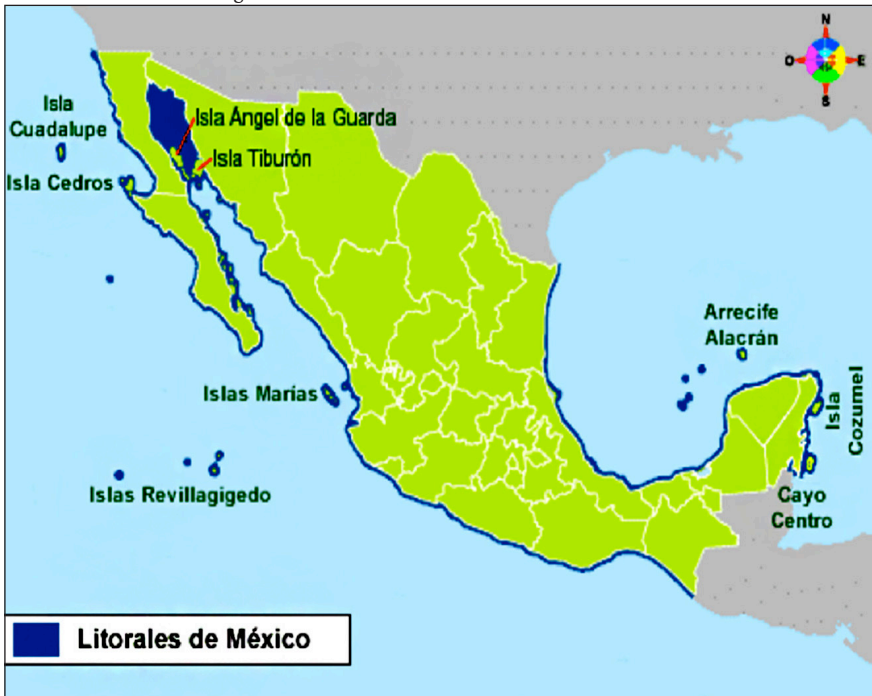 N
O
E
S
Isla
Cuadalupe
Isla Ángel de la Guarda
Isla Tiburón
Isla Cedros
Arrecife
Alacrán
Islas Marías
Isla
Cozumel
Islas Revillagigedo
Cayo
Centro
Litorales de México